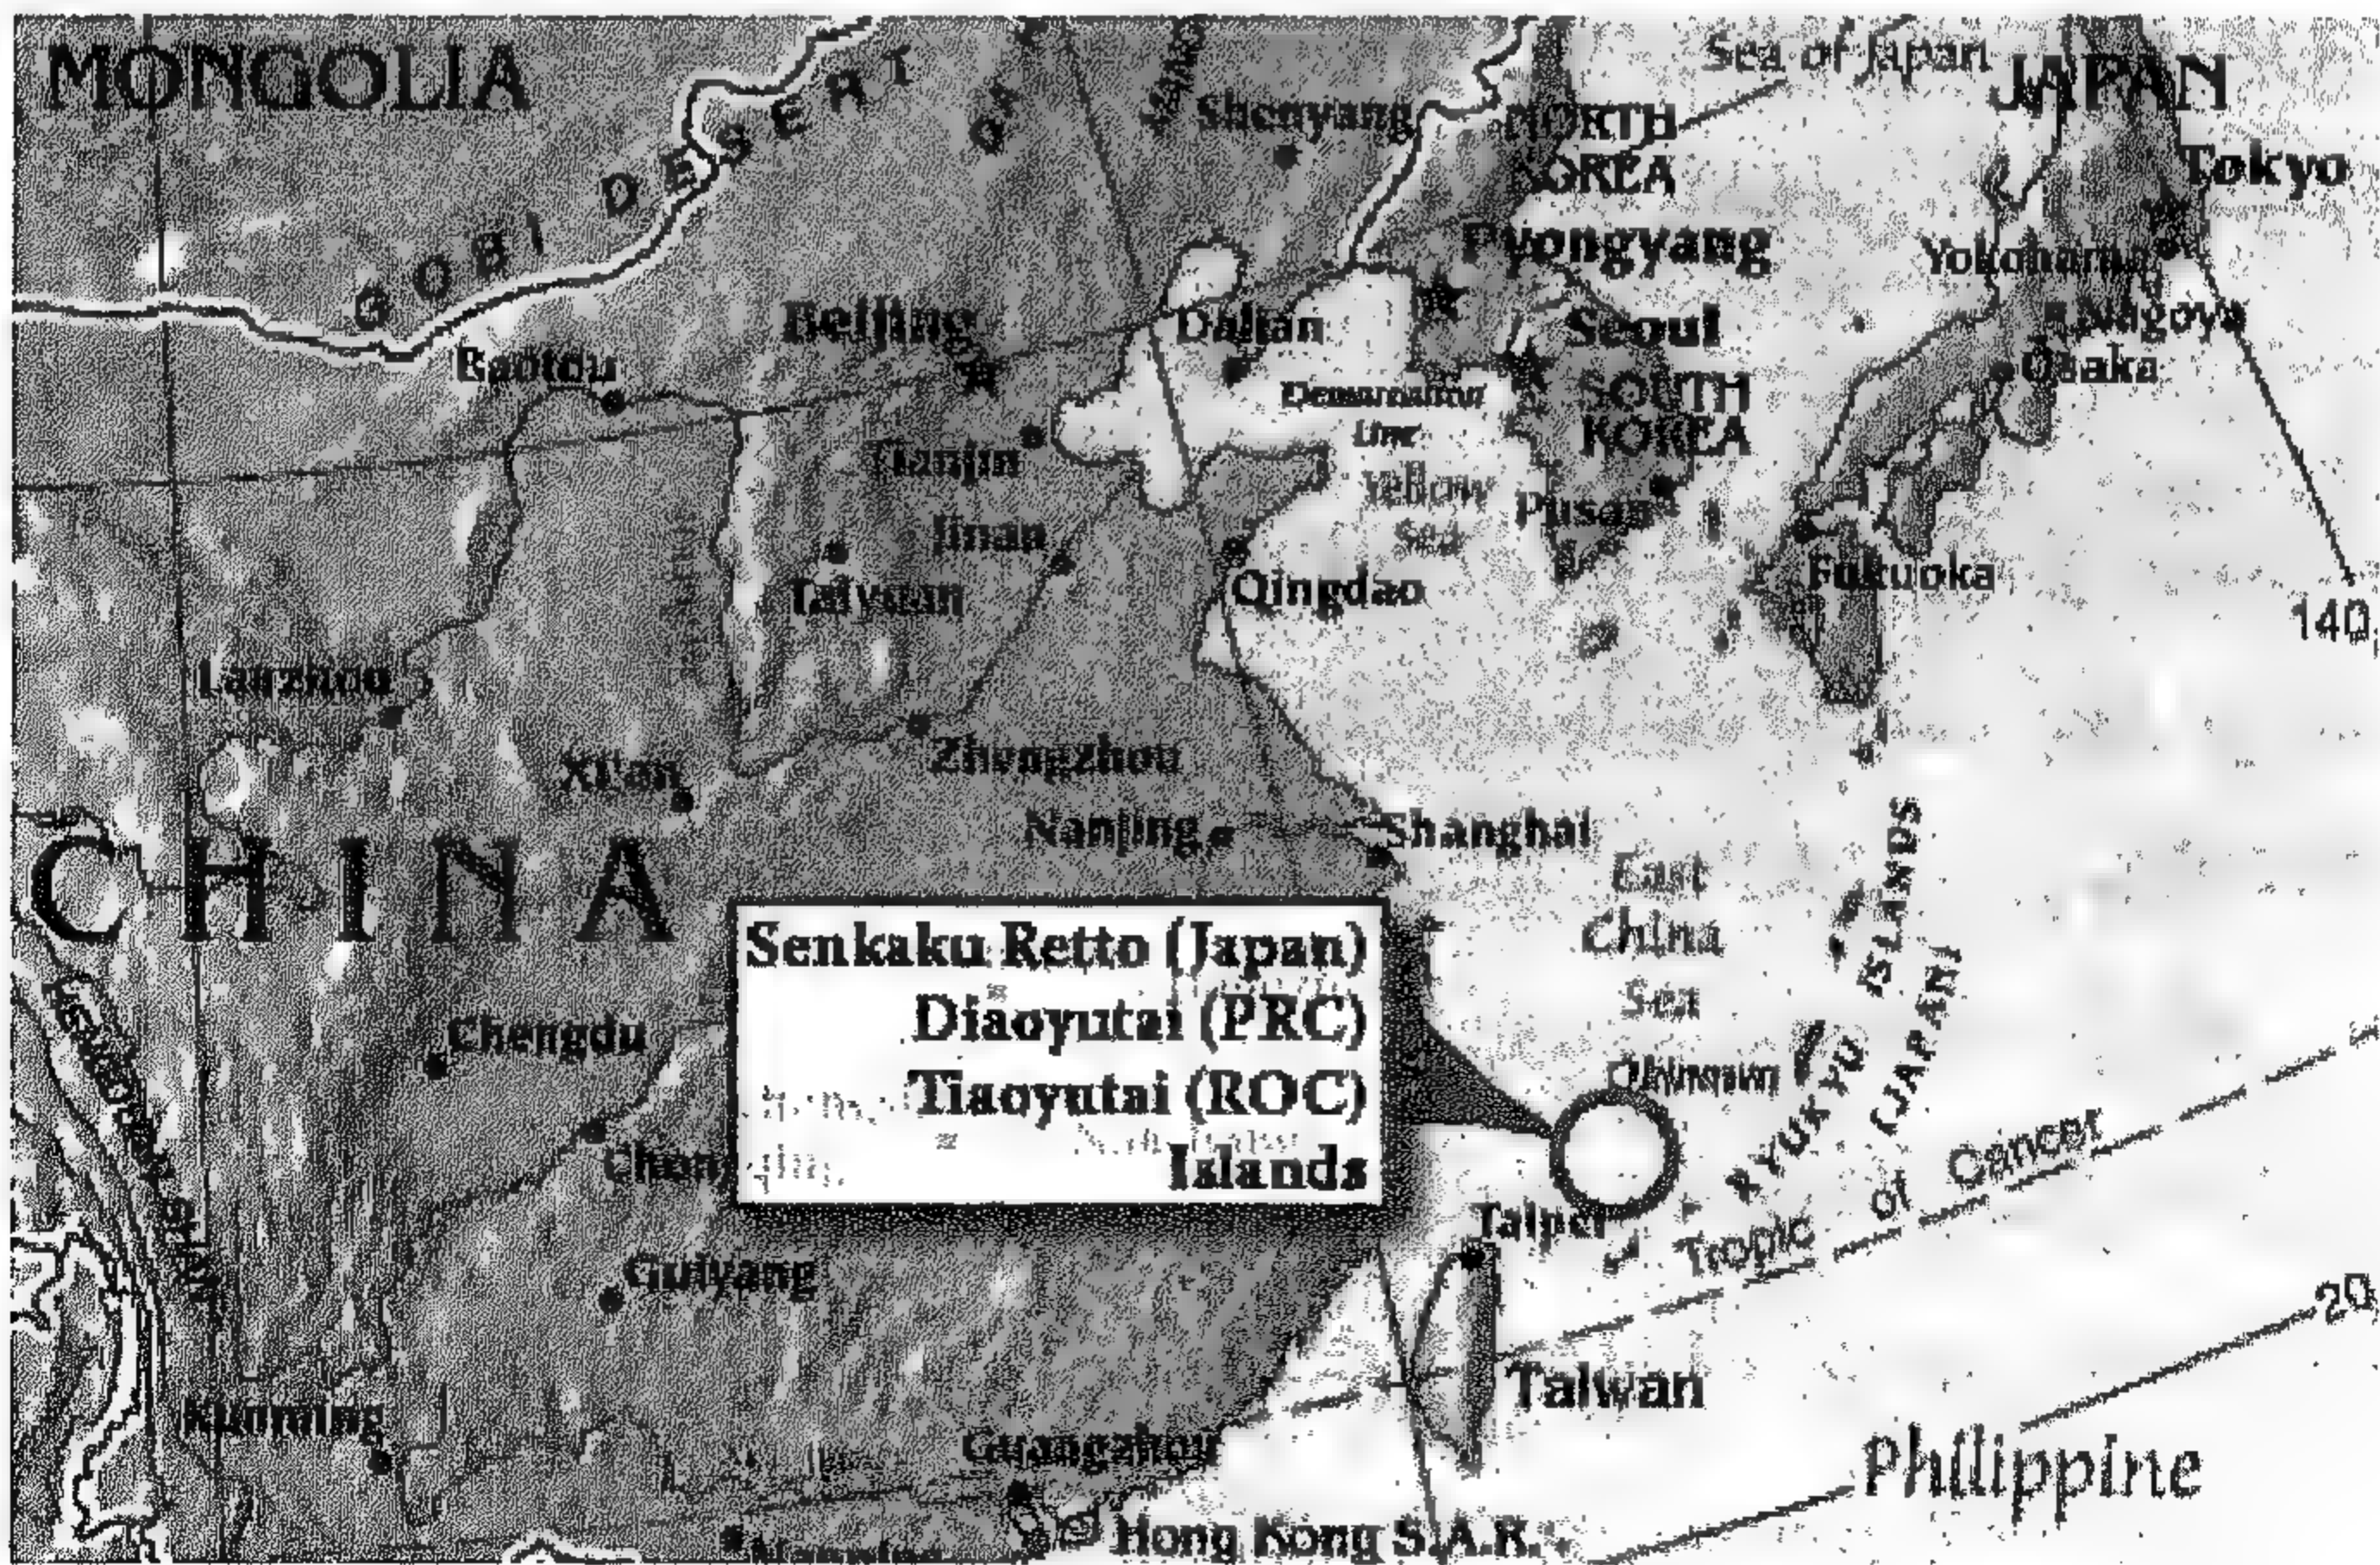 MONGOLIA
GOBI DESERT
Sea of Japan
JAPAN
Shenyang
NORTH
KOREA
Tokyo
Pyongyang
Yokohama
Beijing
Dalian
Seoul
Nagoya
Baotou
Osaka
Demarcation
Line
SOUTH
KOREA
Tianjin
Yellow
Sea
Pusan
Jinan
Fukuoka
Taiyuan
Qingdao
140
Lanzhou
Xi'an
Zhengzhou
Nanjing
Shanghai
CHINA
East
China
Sea
Senkaku Retto (Japan)
Diaoyutai (PRC)
Tiaoyutai (ROC)
Islands
RYUKYU ISLANDS
(JAPAN)
Chengdu
Chon
Taipei
Tropic of Cancer
Guiyang
20
Taiwan
Kunming
Guangzhou
Philippine
Hong Kong S.A.R.